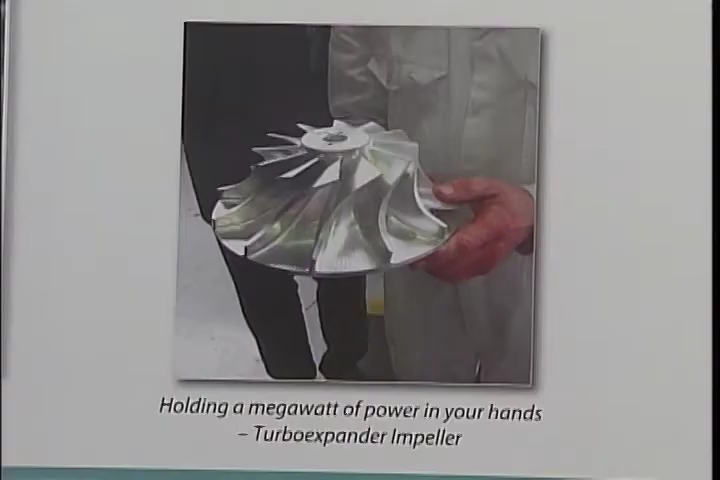 Holding a megawatt of power in your hands
– Turboexpander Impeller